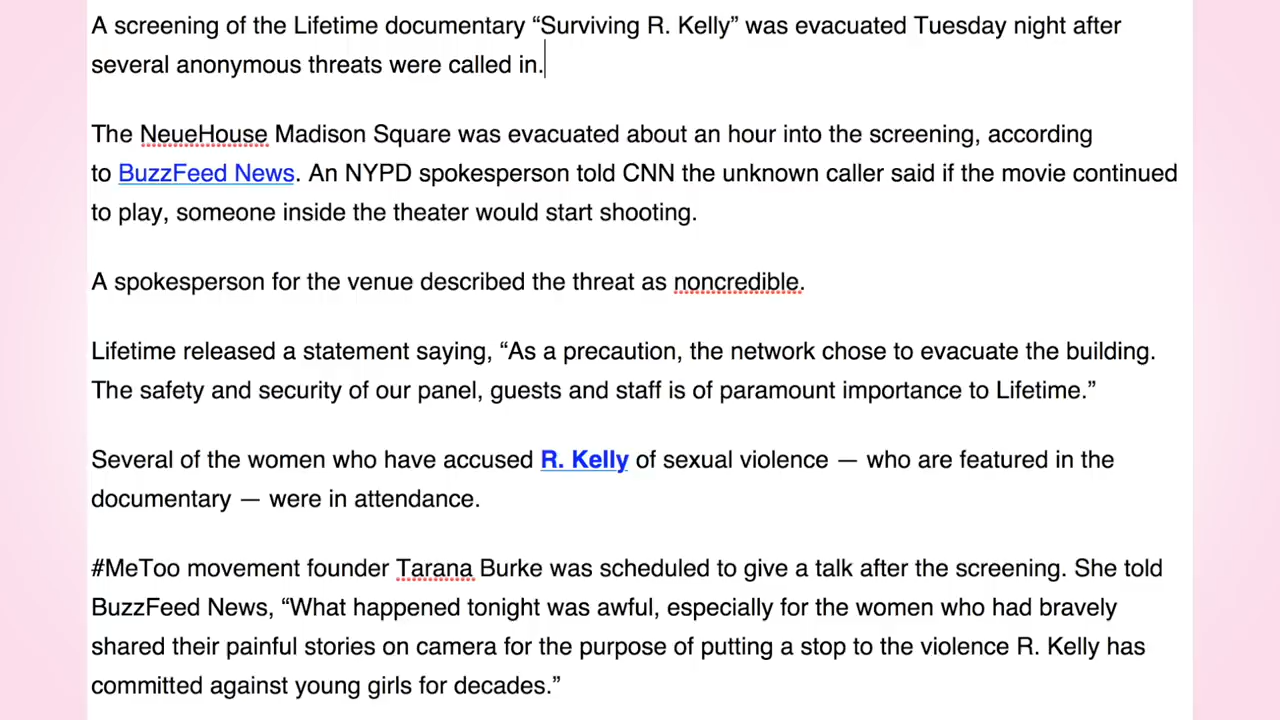 A screening of the Lifetime documentary “Surviving R. Kelly” was evacuated Tuesday night after
several anonymous threats were called in.
The NeueHouse Madison Square was evacuated about an hour into the screening, according
to BuzzFeed News. An NYPD spokesperson told CNN the unknown caller said if the movie continued
to play, someone inside the theater would start shooting.
A spokesperson for the venue described the threat as noncredible.
Lifetime released a statement saying, “As a precaution, the network chose to evacuate the building.
The safety and security of our panel, guests and staff is of paramount importance to Lifetime.”
Several of the women who have accused R. Kelly of sexual violence — who are featured in the
documentary — were in attendance.
#MeToo movement founder Tarana Burke was scheduled to give a talk after the screening. She told
BuzzFeed News, “What happened tonight was awful, especially for the women who had bravely
shared their painful stories on camera for the purpose of putting a stop to the violence R. Kelly has
committed against young girls for decades.”